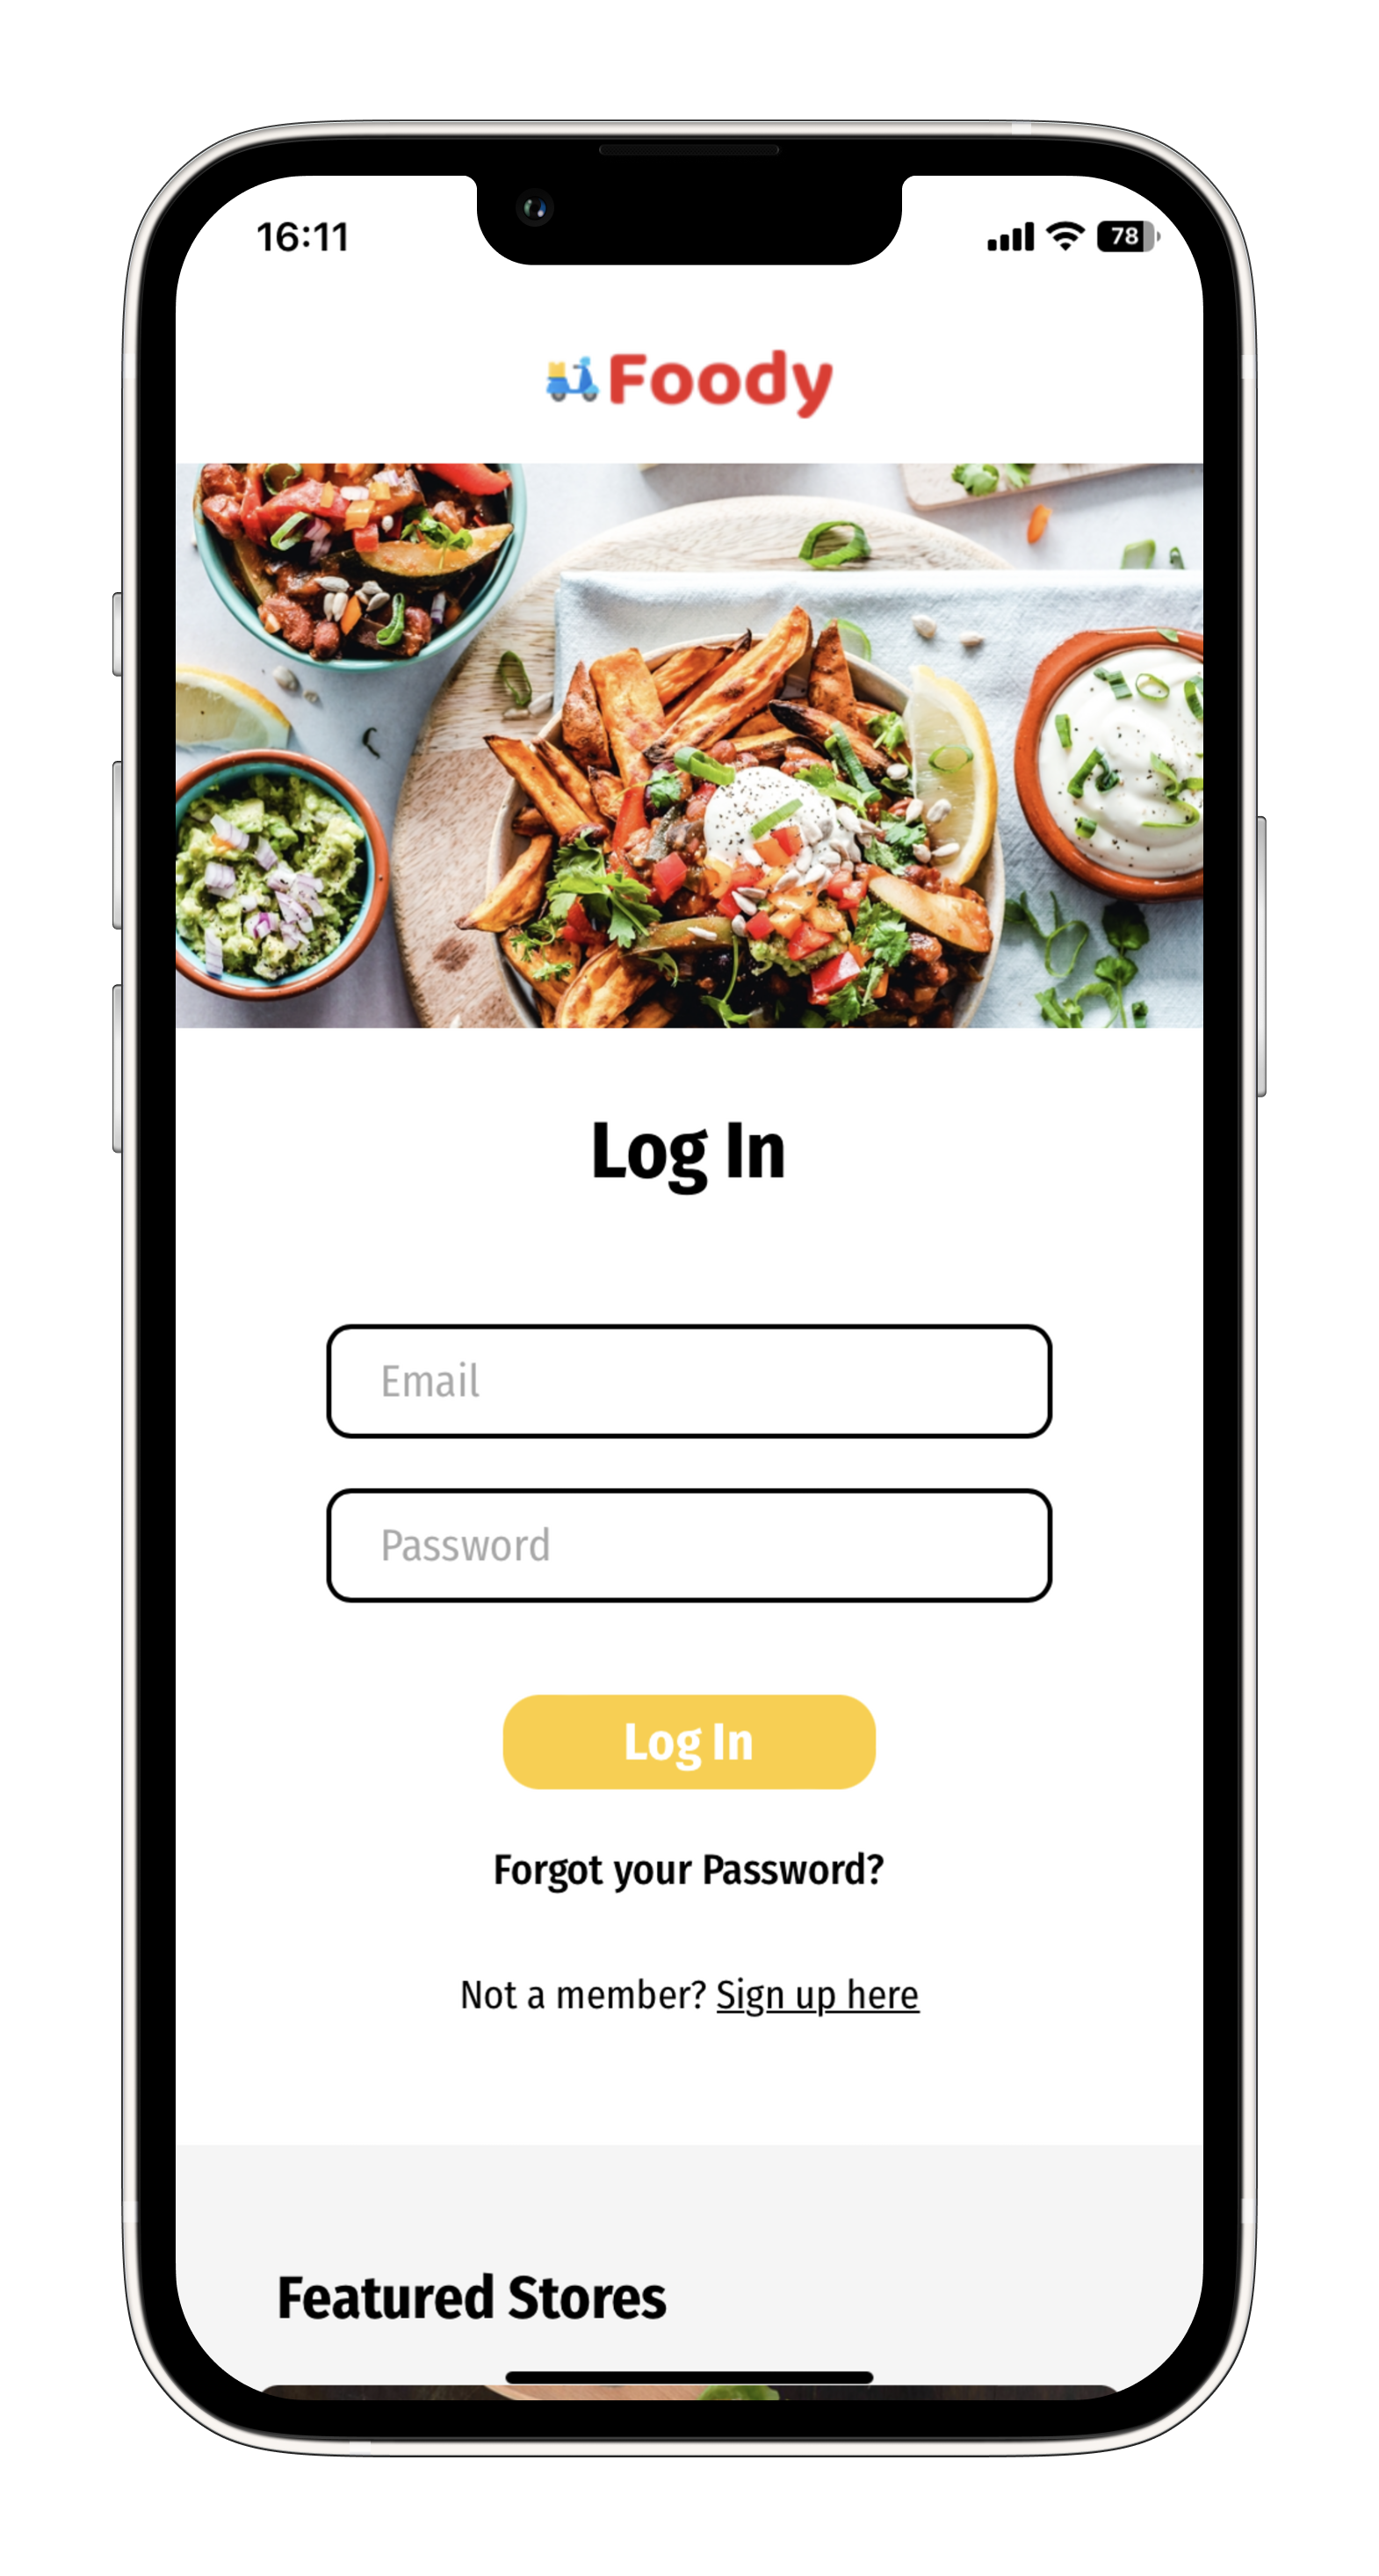 16:11
78
Foody
Log In
Email
Password
Log In
Forgot your Password?
Not a member? Sign up here
Featured Stores